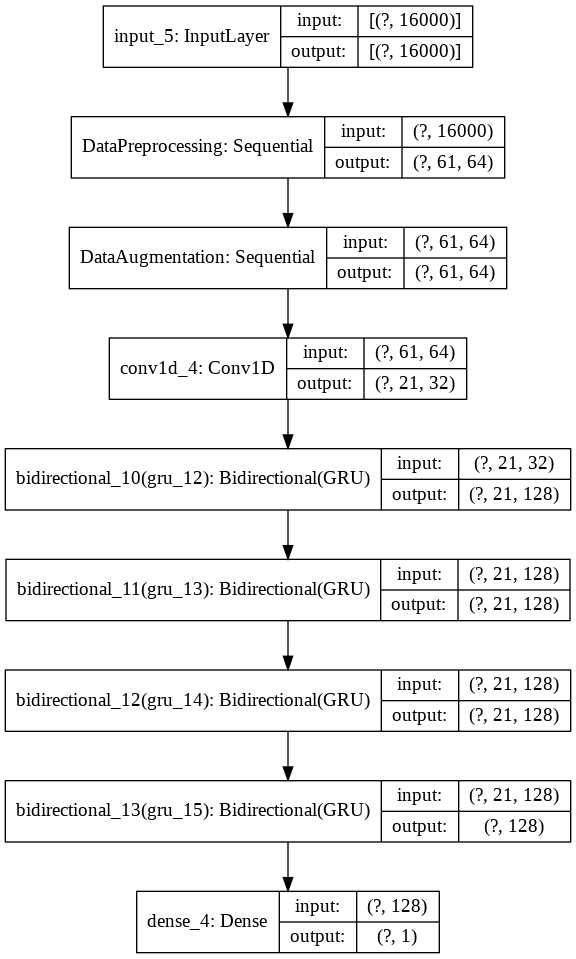 input_5: InputLayer
input: [(?, 16000)]
output: [(?, 16000)]
DataPreprocessing: Sequential
input: (?, 16000)
output: (?, 61, 64)
DataAugmentation: Sequential
input: (?, 61, 64)
output: (?, 61, 64)
conv1d_4: Conv1D
input: (?, 61, 64)
output: (?, 21, 32)
bidirectional_10(gru_12): Bidirectional(GRU)
input: (?, 21, 32)
output: (?, 21, 128)
bidirectional_11(gru_13): Bidirectional(GRU)
input: (?, 21, 128)
output: (?, 21, 128)
bidirectional_12(gru_14): Bidirectional(GRU)
input: (?, 21, 128)
output: (?, 21, 128)
bidirectional_13(gru_15): Bidirectional(GRU)
input: (?, 21, 128)
output: (?, 128)
dense_4: Dense
input: (?, 128)
output: (?, 1)